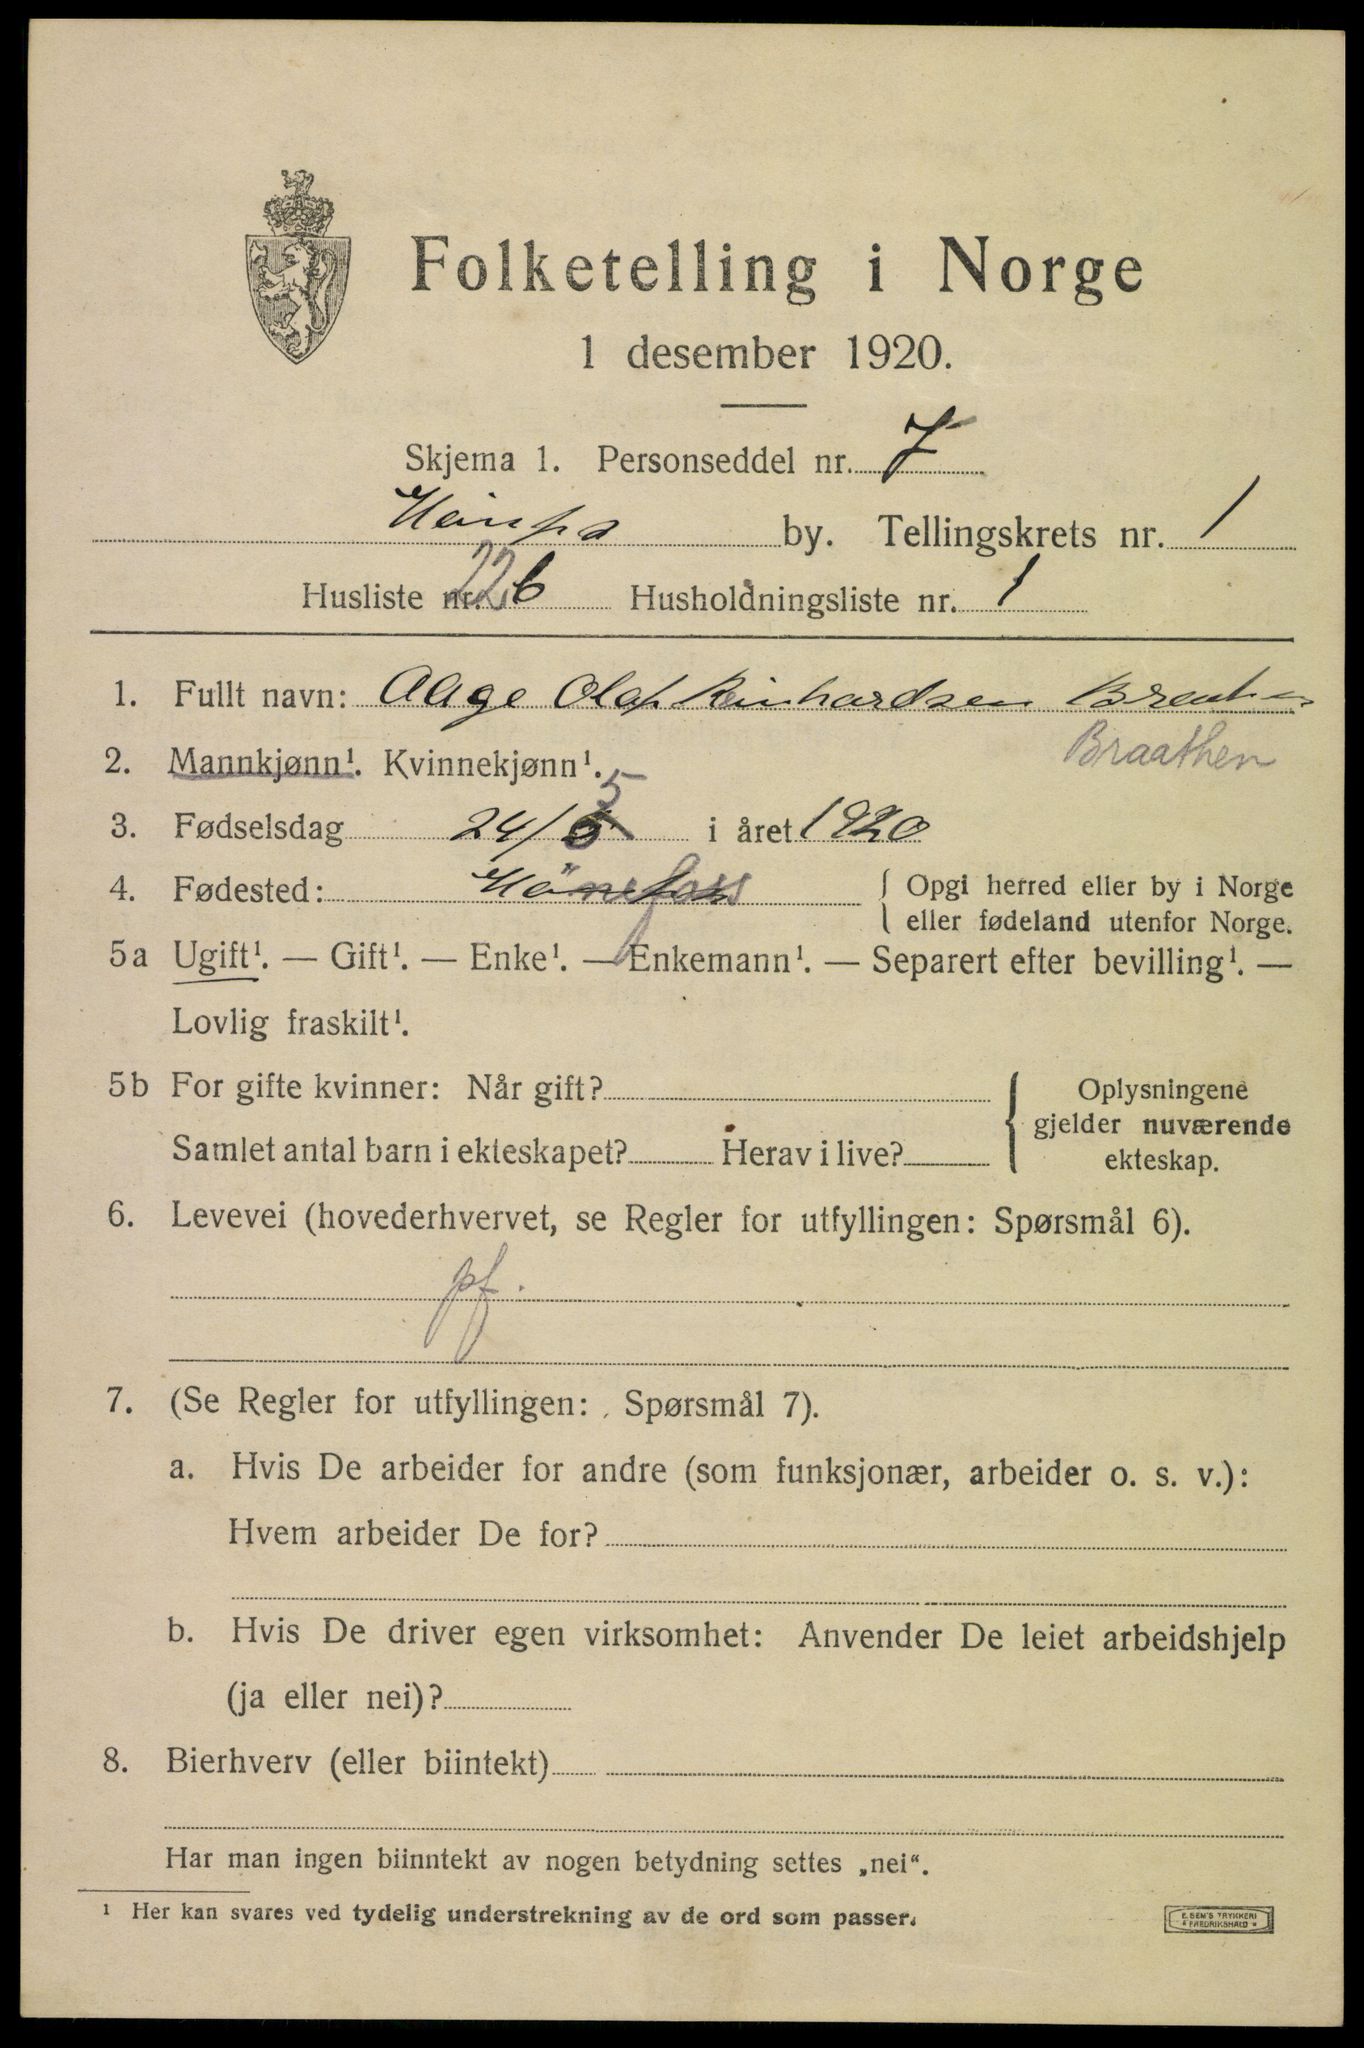 Folketelling i Norge
1 desember 1920.
Skjema 1. Personseddel nr. 7
by. Tellingskrets nr. 1
Husliste nr. 22b Husholdningsliste nr. 1
1. Fullt navn: Aage Olaf Reinhardsen
2. Mannkjønn¹. Kvinnekjønn¹. Braathen
3. Fødselsdag 24/5 i året 1920
4. Fødested: Hönefoss { Opgi herred eller by i Norge
eller fødeland utenfor Norge.
5a Ugift¹. — Gift¹. — Enke¹. — Enkemann¹. — Separert efter bevilling¹. —
Lovlig fraskilt¹.
5b For gifte kvinner: Når gift? { Oplysningene
gjelder nuværende
Samlet antal barn i ekteskapet? Herav i live? ekteskap.
6. Levevei (hovederhvervet, se Regler for utfyllingen: Spørsmål 6).
pf.
7. (Se Regler for utfyllingen: Spørsmål 7).
a. Hvis De arbeider for andre (som funksjonær, arbeider o. s. v.):
Hvem arbeider De for?
b. Hvis De driver egen virksomhet: Anvender De leiet arbeidshjelp
(ja eller nei)?
8. Bierhverv (eller biintekt)
Har man ingen biinntekt av nogen betydning settes „nei“.
¹ Her kan svares ved tydelig understrekning av de ord som passer.
E. SEM'S TRYKKERI
FREDRIKSHALD